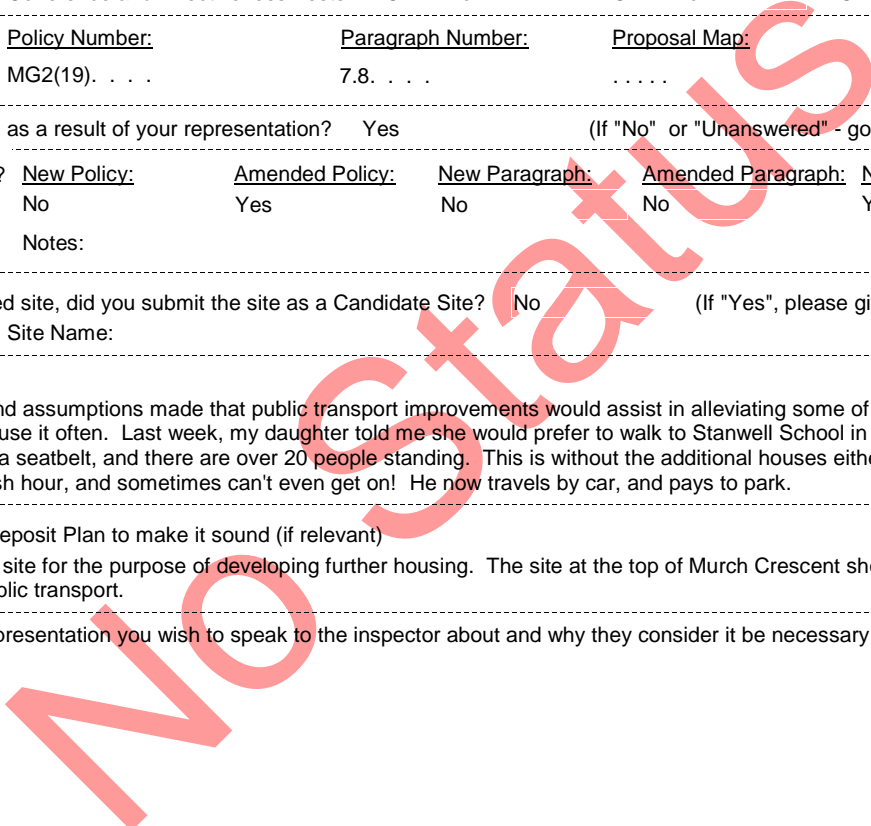 Policy Number: Paragraph Number: Proposal Map:
MG2(19). . . . 7.8. . . . . . . . .
as a result of your representation? Yes (If "No" or "Unanswered" - go
? New Policy: Amended Policy: New Paragraph: Amended Paragraph: N
No Yes No No Y
Notes:
ed site, did you submit the site as a Candidate Site? No (If "Yes", please gi
Site Name:
nd assumptions made that public transport improvements would assist in alleviating some of
use it often. Last week, my daughter told me she would prefer to walk to Stanwell School in
a seatbelt, and there are over 20 people standing. This is without the additional houses eithe
sh hour, and sometimes can't even get on! He now travels by car, and pays to park.
eposit Plan to make it sound (if relevant)
site for the purpose of developing further housing. The site at the top of Murch Crescent sh
olic transport.
presentation you wish to speak to the inspector about and why they consider it be necessary
No Status